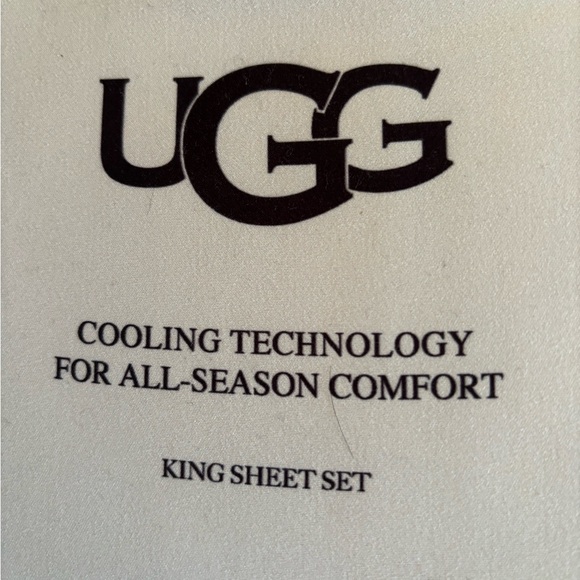 UGG
COOLING TECHNOLOGY
FOR ALL-SEASON COMFORT
KING SHEET SET